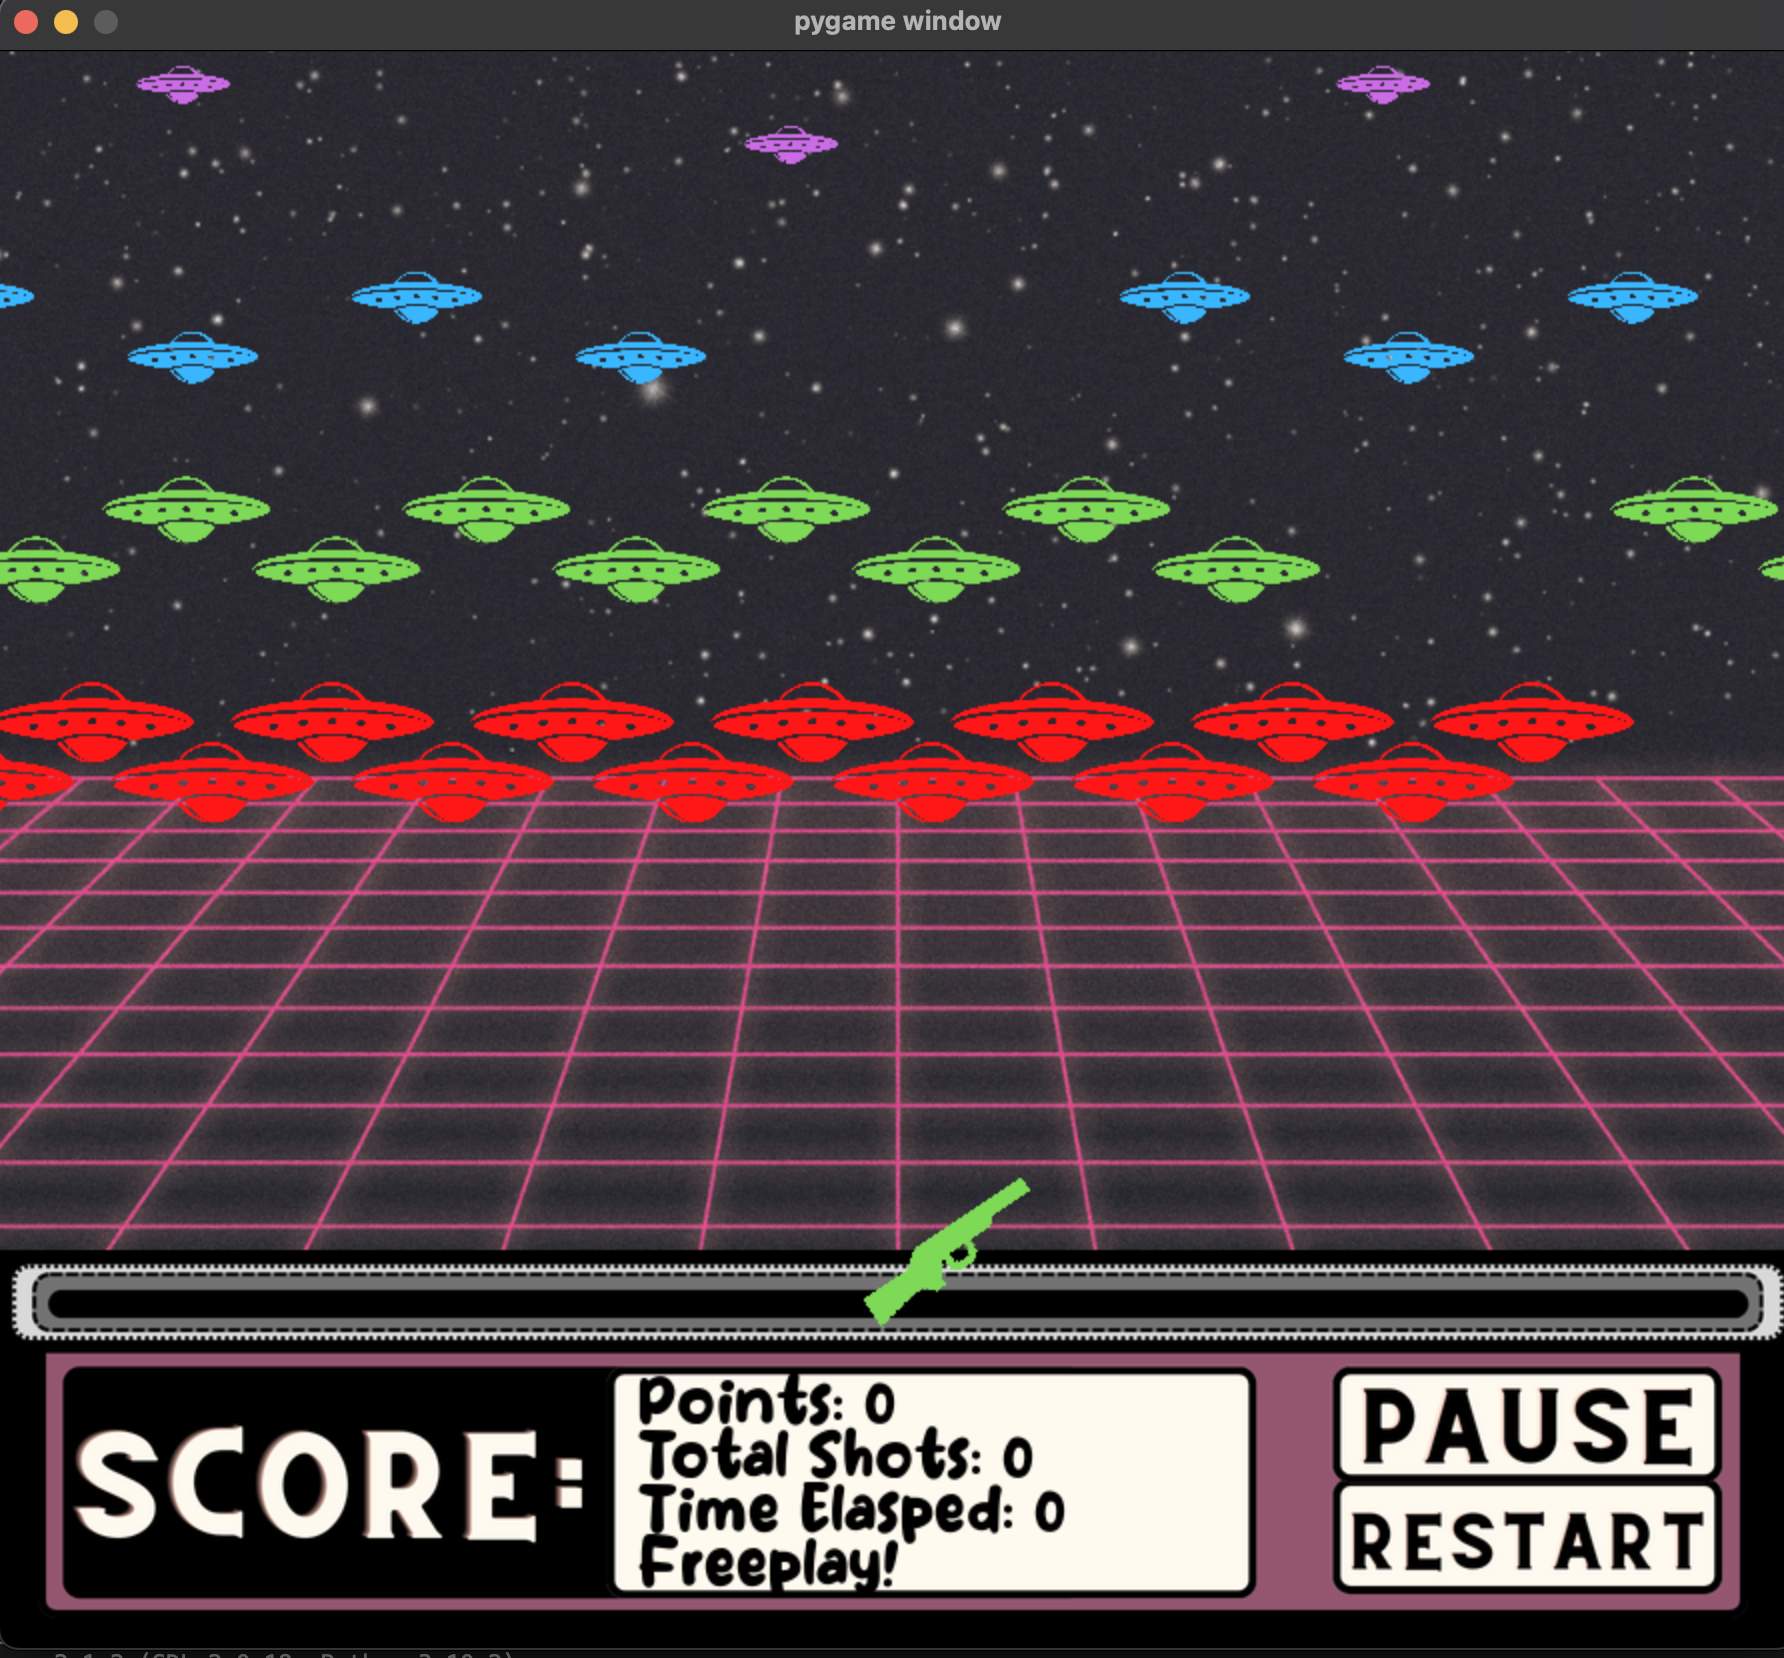 pygame window
SCORE:
Points: 0
Total Shots: 0
Time Elasped: 0
Freeplay!
PAUSE
RESTART